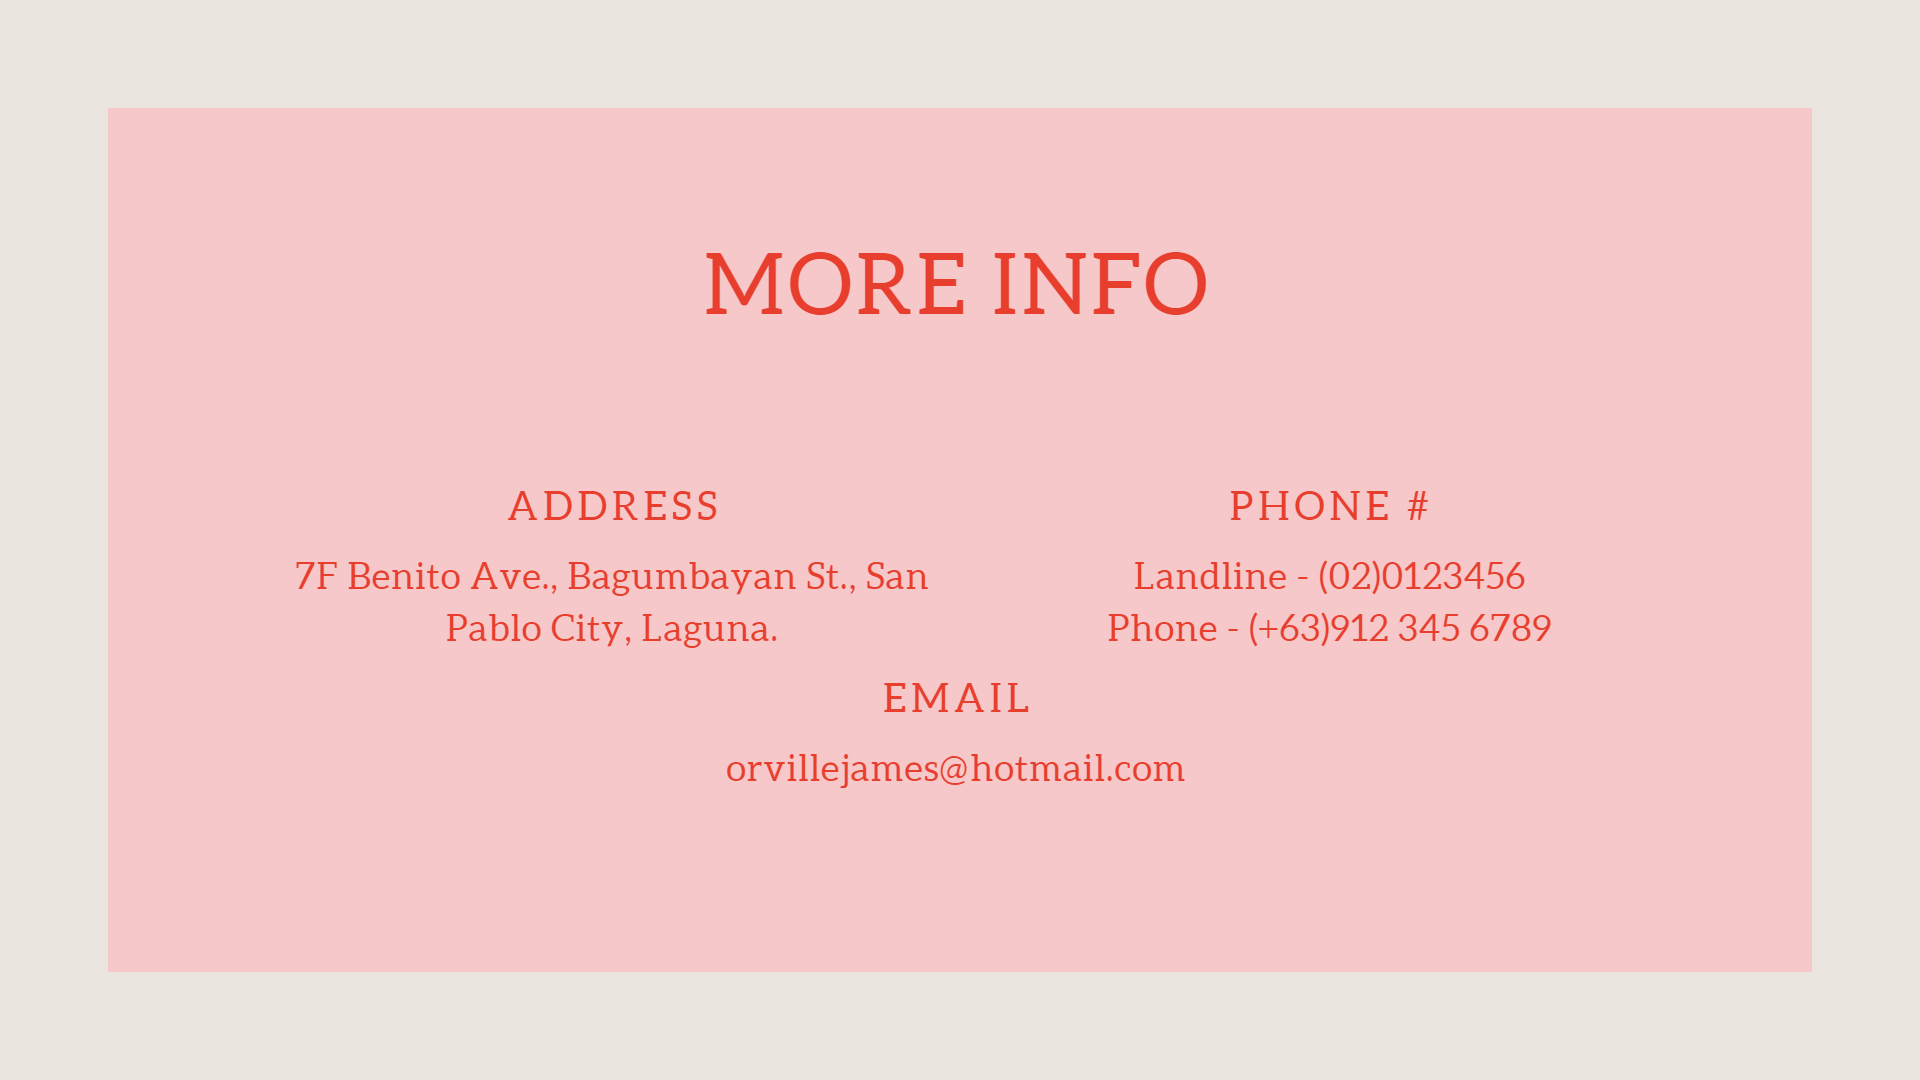 MORE INFO
ADDRESS
7F Benito Ave., Bagumbayan St., San
Pablo City, Laguna.
PHONE #
Landline - (02)0123456
Phone - (+63)912 345 6789
EMAIL
orvillejames@hotmail.com